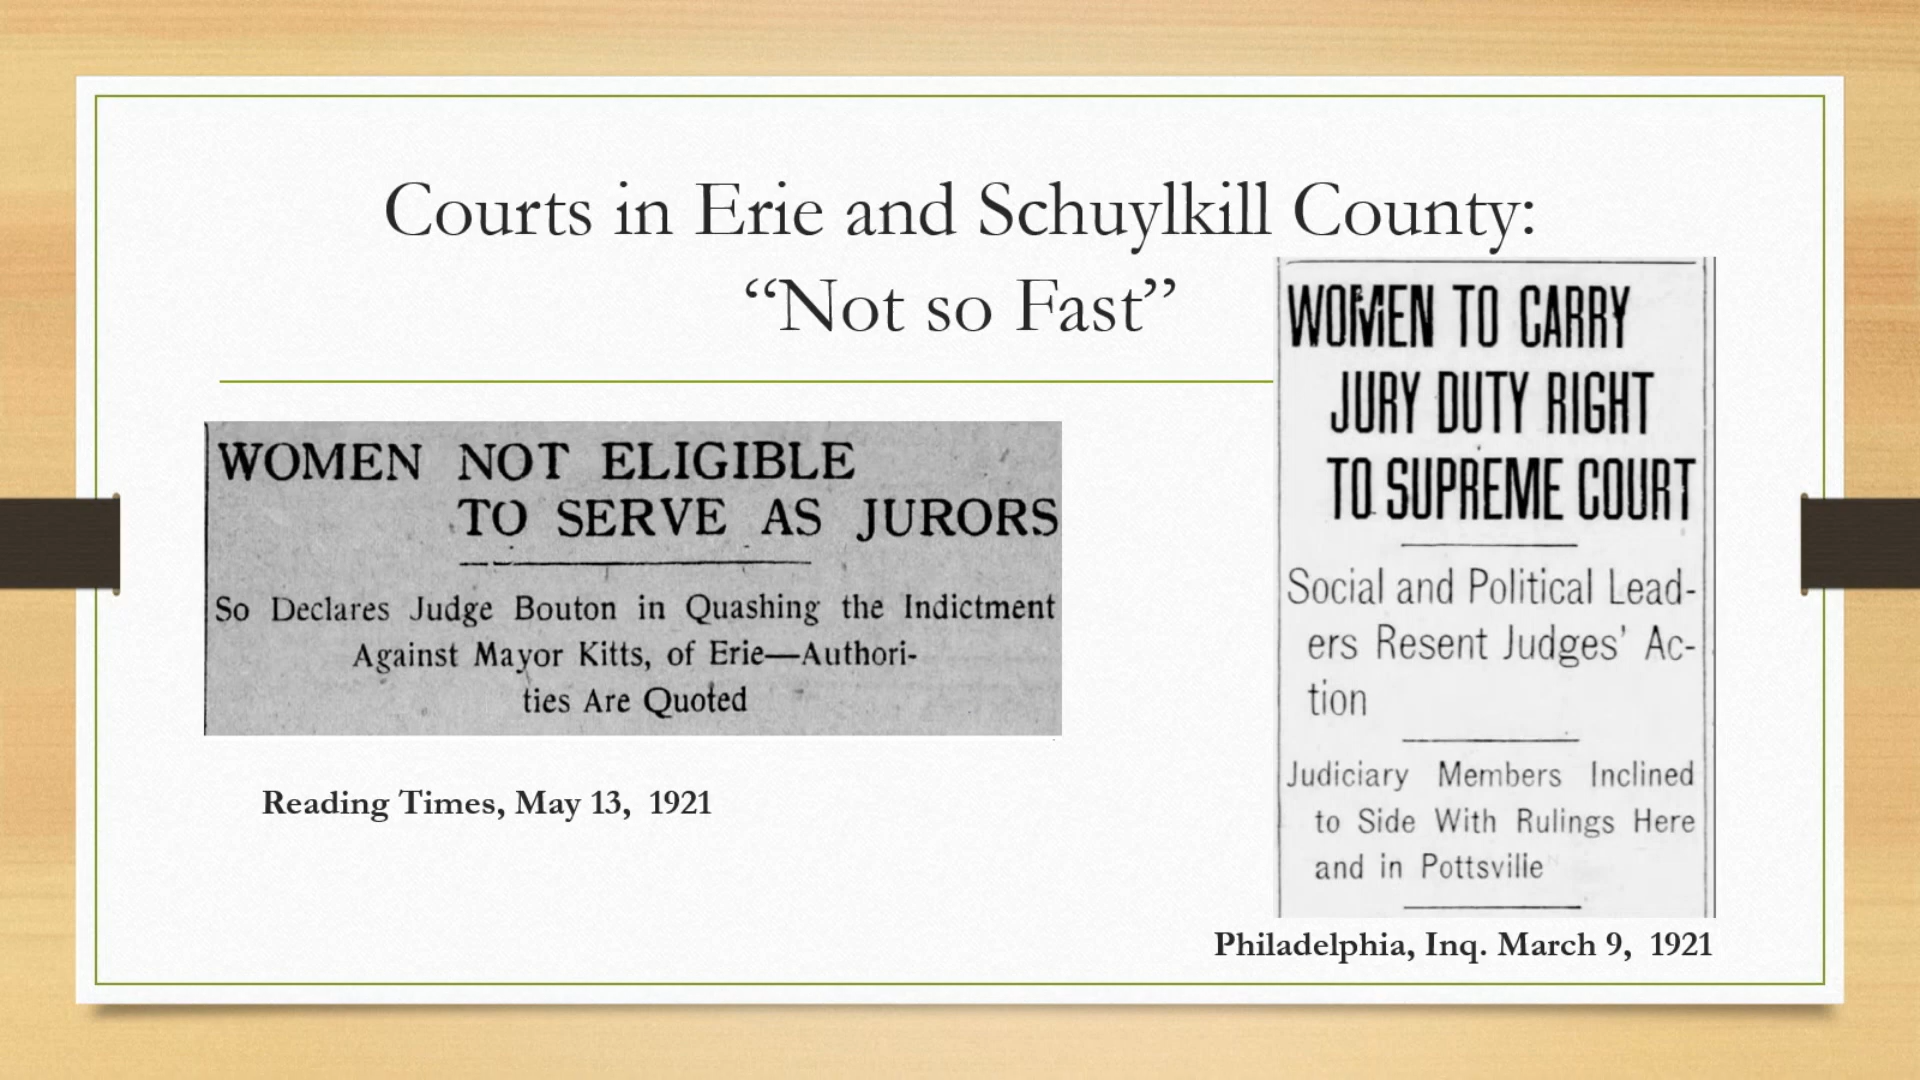 Courts in Erie and Schuylkill County:
“Not so Fast”
WOMEN NOT ELIGIBLE
TO SERVE AS JURORS
So Declares Judge Bouton in Quashing the Indictment
Against Mayor Kitts, of Erie—Authori-
ties Are Quoted
Reading Times, May 13, 1921
WOMEN TO CARRY
JURY DUTY RIGHT
TO SUPREME COURT
Social and Political Lead-
ers Resent Judges' Ac-
tion
Judiciary Members Inclined
to Side With Rulings Here
and in Pottsville
Philadelphia, Inq. March 9, 1921